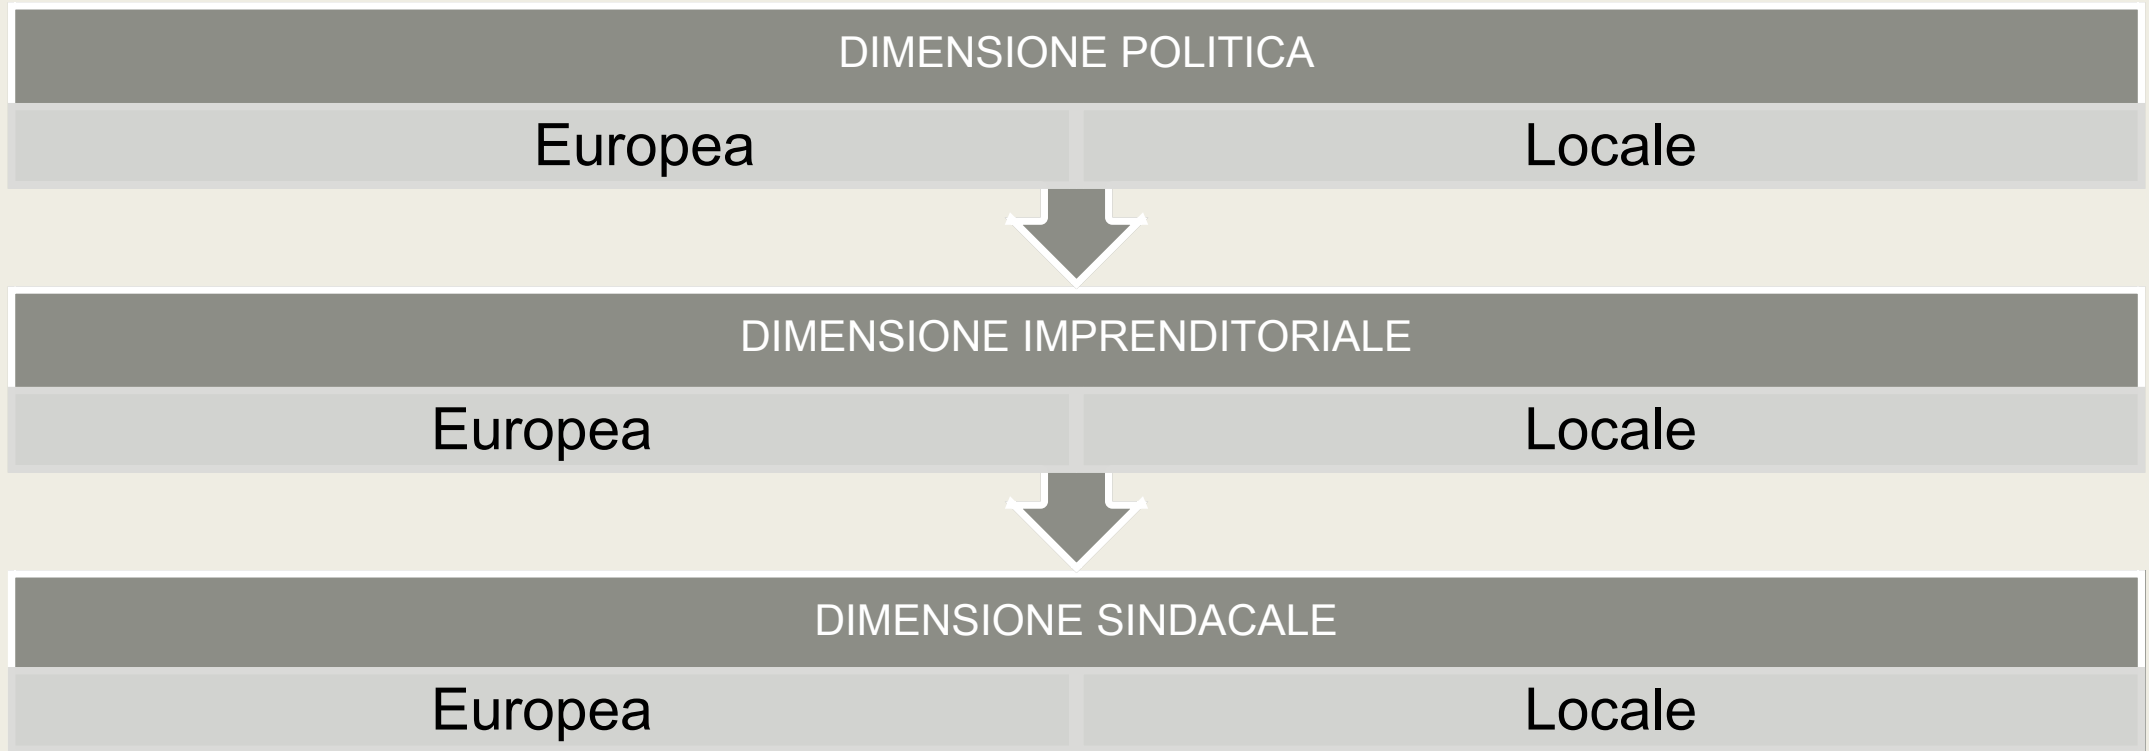 DIMENSIONE POLITICA
Europea Locale
DIMENSIONE IMPRENDITORIALE
Europea Locale
DIMENSIONE SINDACALE
Europea Locale